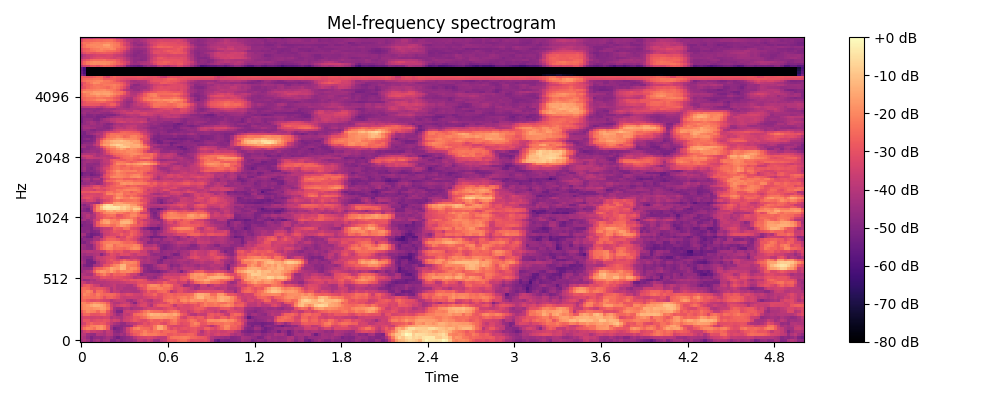 Mel-frequency spectrogram
Hz
4096
2048
1024
512
0
0 0.6 1.2 1.8 2.4 3 3.6 4.2 4.8
Time
+0 dB
-10 dB
-20 dB
-30 dB
-40 dB
-50 dB
-60 dB
-70 dB
-80 dB